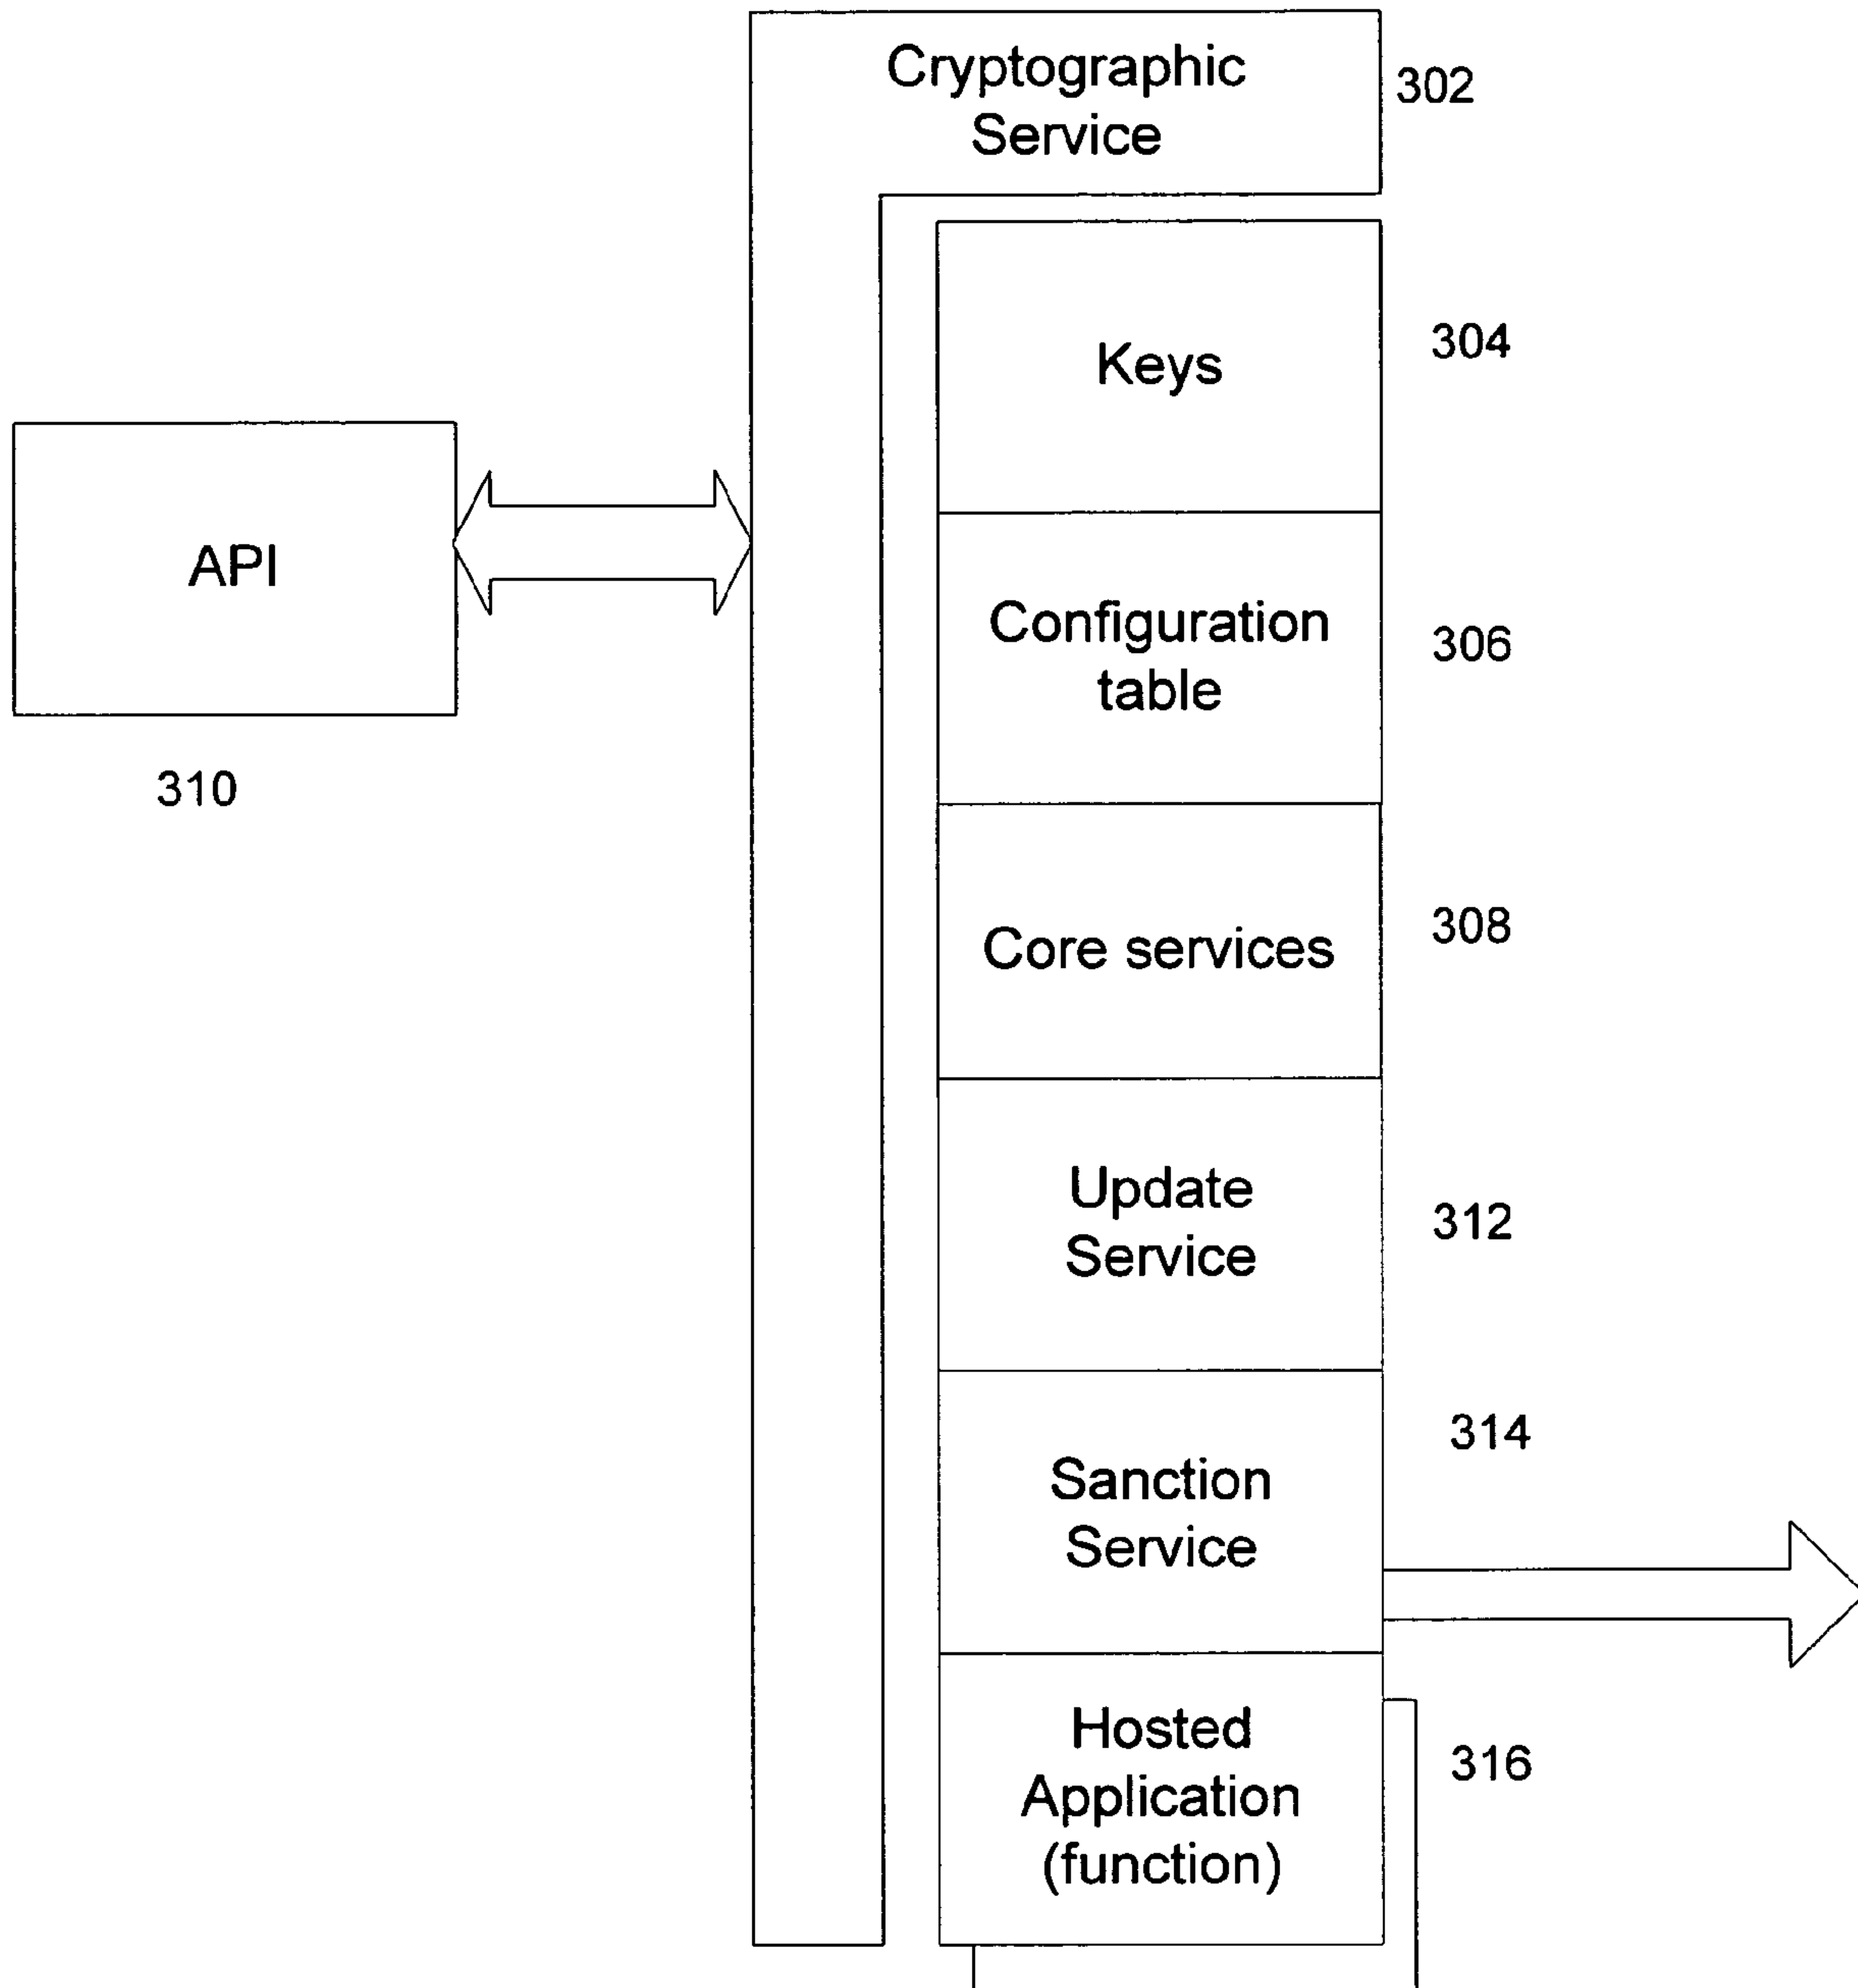 Cryptographic
Service
302
Keys
304
API
310
Configuration
table
306
Core services
308
Update
Service
312
Sanction
Service
314
Hosted
Application
(function)
316